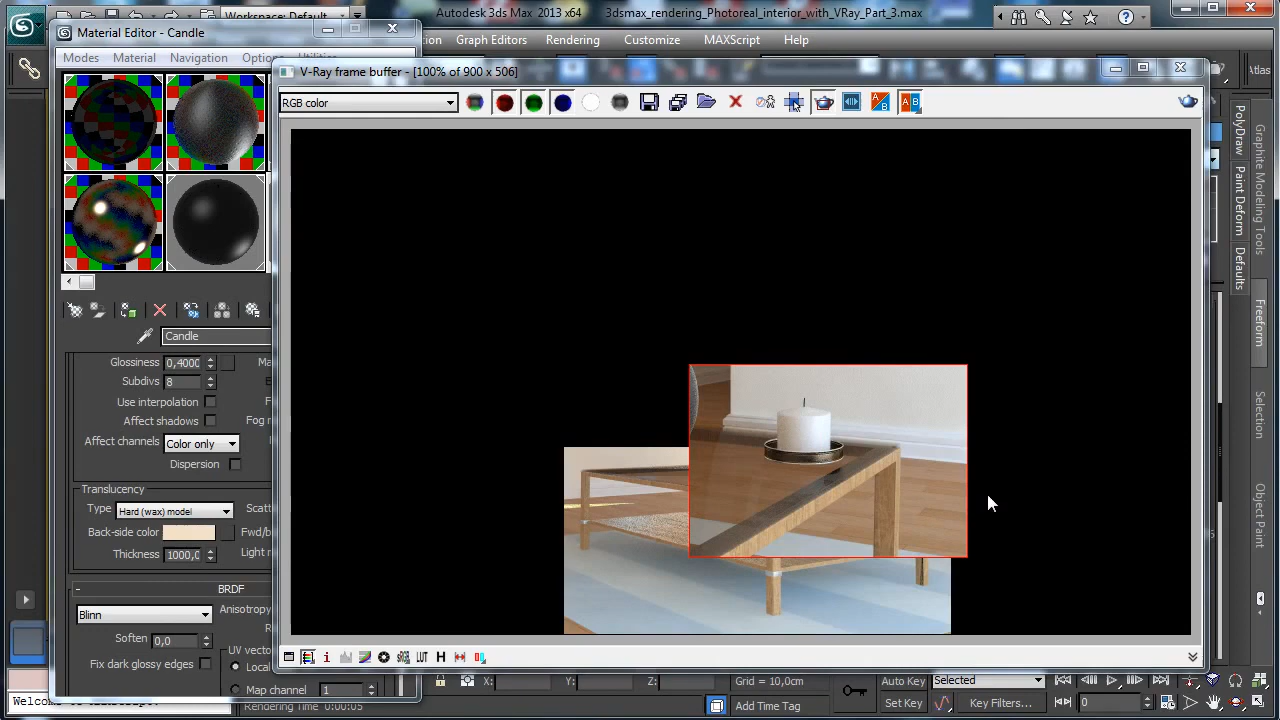 Workspace: Default
Autodesk 3ds Max 2013 x64 3dsmax_rendering_Photoreal_interior_with_VRay_Part_3.max
Material Editor - Candle
Graph Editors Rendering Customize MAXScript Help
Modes Material Navigation
V-Ray frame buffer - [100% of 900 x 506]
Atlas
RGB color
PolyDraw
Paint Deform
Defaults
Graphite Modeling Tools
Freeform
Selection
Object Paint
Candle
Glossiness 0,4000
Subdivs 8
Use interpolation
Affect shadows Fog
Affect channels Color only
Dispersion
Translucency
Type Hard (wax) model
Back-side color Fwd/b
Thickness 1000,0
BRDF
Blinn Anisotropy
Soften 0,0
UV vecto
Fix dark glossy edges Local
Map channel 1
LUT H
X: Y: Z: Grid = 10,0cm Auto Key Selected
Rendering Time 0:00:05 Add Time Tag Set Key Key Filters... 0